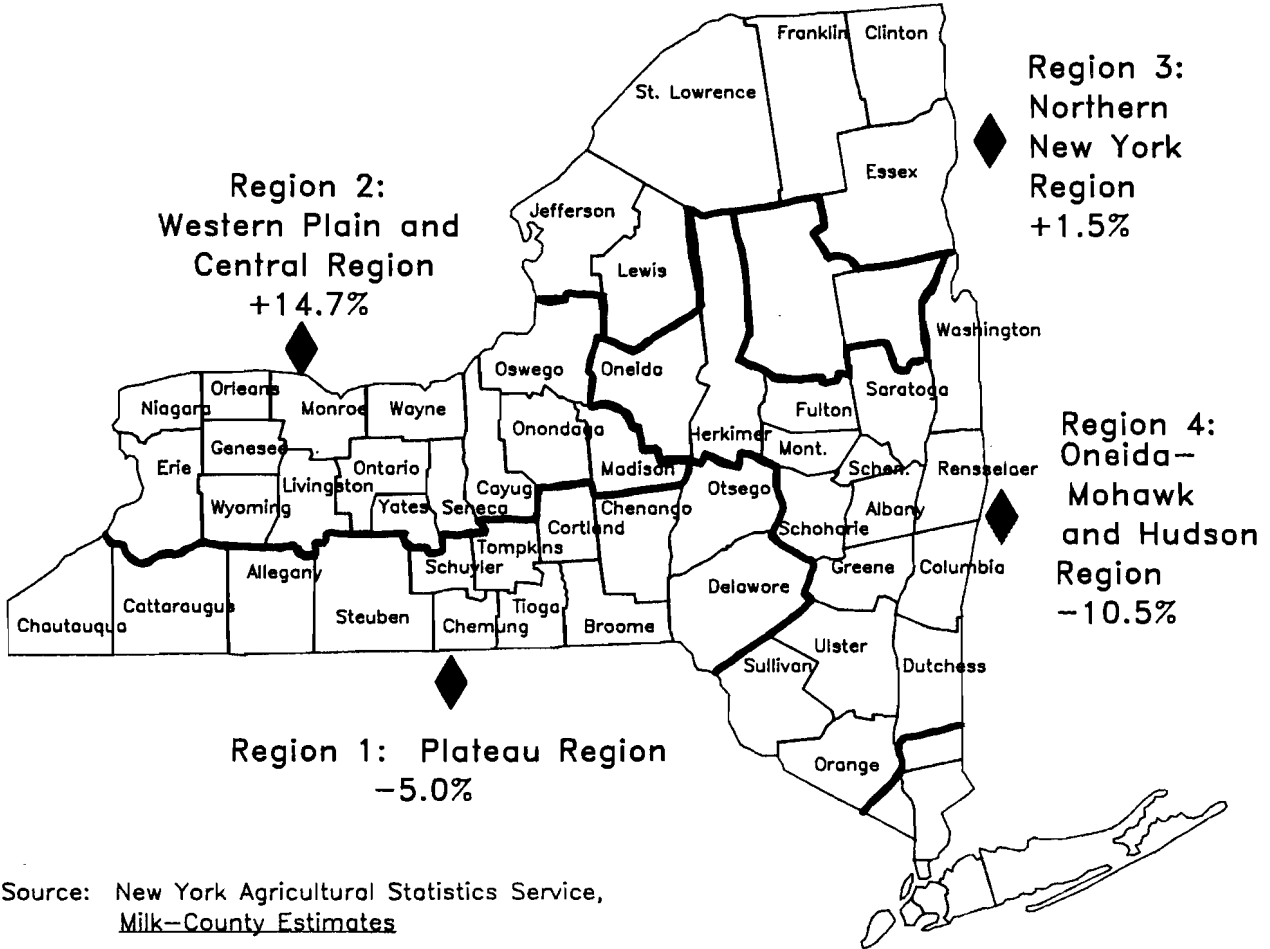 Franklin
Clinton
St. Lowrence
Region 3:
Northern
New York
Region
+1.5%
Essex
Region 2:
Western Plain and
Central Region
+14.7%
Jefferson
Lewis
Washington
Oswego
Oneida
Orleans
Niagara
Monroe
Wayne
Saratoga
Fulton
Onondaga
Herkimer
Mont.
Region 4:
Oneida–
Mohawk
and Hudson
Region
–10.5%
Genesee
Erie
Ontario
Madison
Schen.
Rensselaer
Livingston
Cayug
Otsego
Wyoming
Yates
Seneca
Chenango
Albany
Cortland
Schoharie
Tompkins
Allegany
Schuyler
Greene
Columbia
Cattaraugus
Delawore
Steuben
Tioga
Chautauqua
Chemung
Broome
Ulster
Sullivan
Dutchess
Region 1: Plateau Region
–5.0%
Orange
Source: New York Agricultural Statistics Service,
Milk–County Estimates